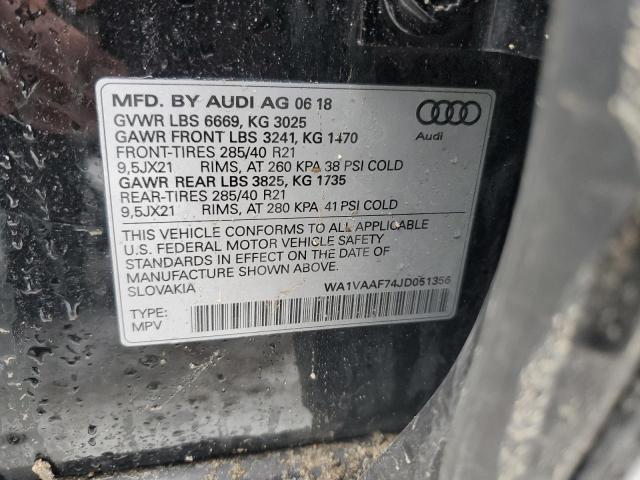 MFD. BY AUDI AG 06 18
GVWR LBS 6669, KG 3025
GAWR FRONT LBS 3241, KG 1470
FRONT-TIRES 285/40 R21
9,5JX21 RIMS, AT 260 KPA 38 PSI COLD
GAWR REAR LBS 3825, KG 1735
REAR-TIRES 285/40 R21
9,5JX21 RIMS, AT 280 KPA 41 PSI COLD
Audi
THIS VEHICLE CONFORMS TO ALL APPLICABLE
U.S. FEDERAL MOTOR VEHICLE SAFETY
STANDARDS IN EFFECT ON THE DATE OF
MANUFACTURE SHOWN ABOVE.
SLOVAKIA WA1VAAF74JD051356
TYPE:
MPV